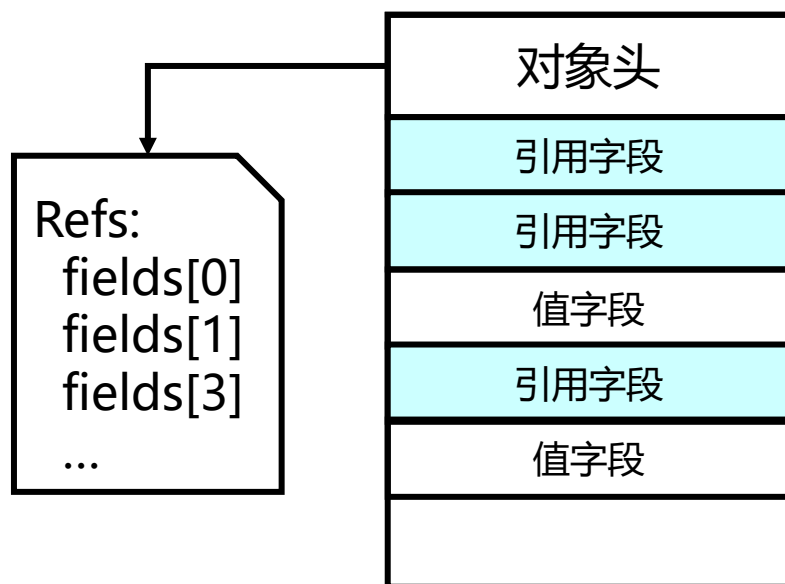 对象头
引用字段
引用字段
值字段
引用字段
值字段
Refs:
fields[0]
fields[1]
fields[3]
...